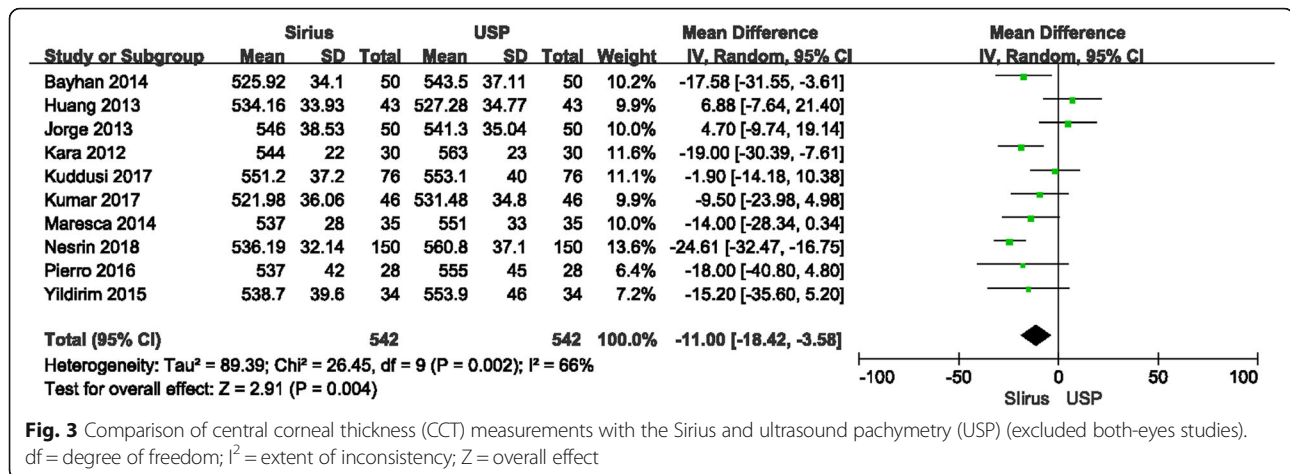 Sirius USP Mean Difference Mean Difference
Study or Subgroup Mean SD Total Mean SD Total Weight IV, Random, 95% CI IV, Random, 95% CI
Bayhan 2014 525.92 34.1 50 543.5 37.11 50 10.2% -17.58 [-31.55, -3.61]
Huang 2013 534.16 33.93 43 527.28 34.77 43 9.9% 6.88 [-7.64, 21.40]
Jorge 2013 546 38.53 50 541.3 35.04 50 10.0% 4.70 [-9.74, 19.14]
Kara 2012 544 22 30 563 23 30 11.6% -19.00 [-30.39, -7.61]
Kuddusi 2017 551.2 37.2 76 553.1 40 76 11.1% -1.90 [-14.18, 10.38]
Kumar 2017 521.98 36.06 46 531.48 34.8 46 9.9% -9.50 [-23.98, 4.98]
Maresca 2014 537 28 35 551 33 35 10.0% -14.00 [-28.34, 0.34]
Nesrin 2018 536.19 32.14 150 560.8 37.1 150 13.6% -24.61 [-32.47, -16.75]
Pierro 2016 537 42 28 555 45 28 6.4% -18.00 [-40.80, 4.80]
Yildirim 2015 538.7 39.6 34 553.9 46 34 7.2% -15.20 [-35.60, 5.20]
Total (95% CI) 542 542 100.0% -11.00 [-18.42, -3.58]
Heterogeneity: Tau² = 89.39; Chi² = 26.45, df = 9 (P = 0.002); I² = 66%
Test for overall effect: Z = 2.91 (P = 0.004)
-100 -50 0 50 100
Slirus USP
Fig. 3 Comparison of central corneal thickness (CCT) measurements with the Sirius and ultrasound pachymetry (USP) (excluded both-eyes studies).
df = degree of freedom; I² = extent of inconsistency; Z = overall effect